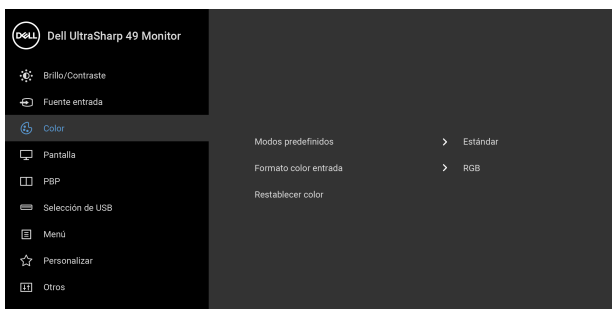 DELL Dell UltraSharp 49 Monitor
Brillo/Contraste
Fuente entrada
Color
Modos predefinidos Estándar
Pantalla
Formato color entrada RGB
PBP
Restablecer color
Selección de USB
Menú
Personalizar
Otros